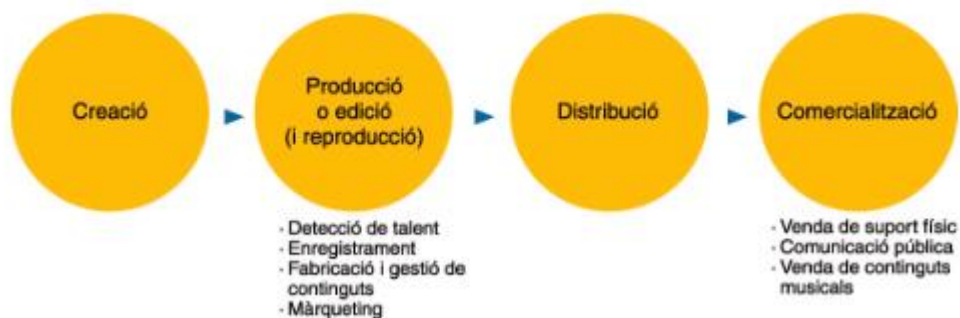 Creació
Producció
o edició
(i reproducció)
Distribució
Comercialització
· Detecció de talent
· Enregistrament
· Fabricació i gestió de
continguts
· Màrqueting
· Venda de suport físic
· Comunicació pública
· Venda de continguts
musicals